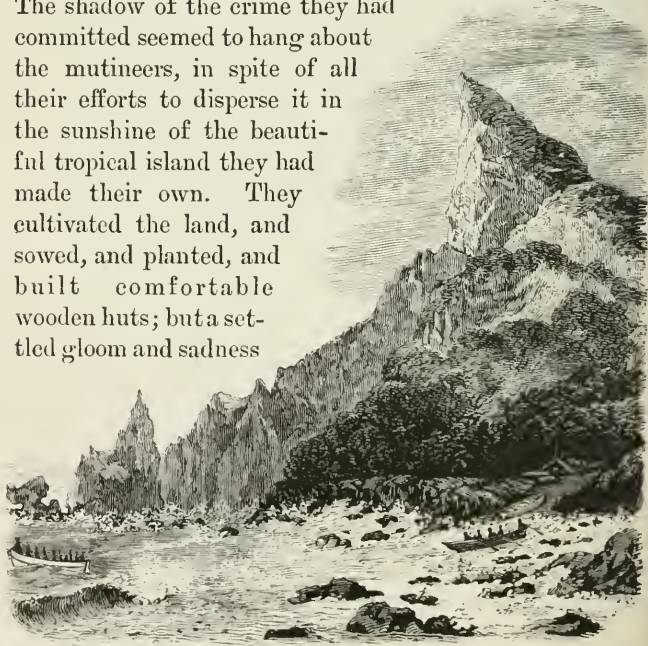 The shadow of the crime they had
committed seemed to hang about
the mutineers, in spite of all
their efforts to disperse it in
the sunshine of the beauti-
ful tropical island they had
made their own. They
cultivated the land, and
sowed, and planted, and
built comfortable
wooden huts; but a set-
tled gloom and sadness